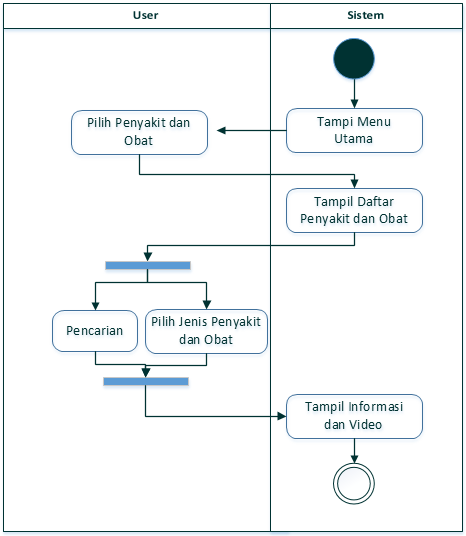 User
Sistem
Tampi Menu
Utama
Pilih Penyakit dan
Obat
Tampil Daftar
Penyakit dan Obat
Pencarian
Pilih Jenis Penyakit
dan Obat
Tampil Informasi
dan Video